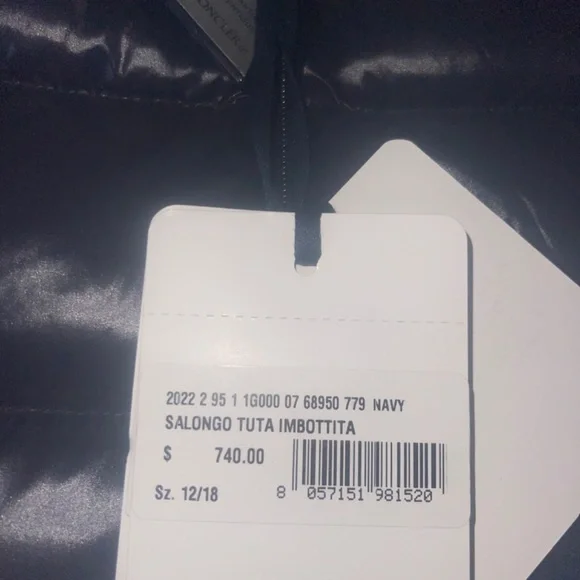 MONCLER
2022 2 95 1 1G000 07 68950 779 NAVY
SALONGO TUTA IMBOTTITA
$ 740.00
Sz. 12/18
8 057151 981520